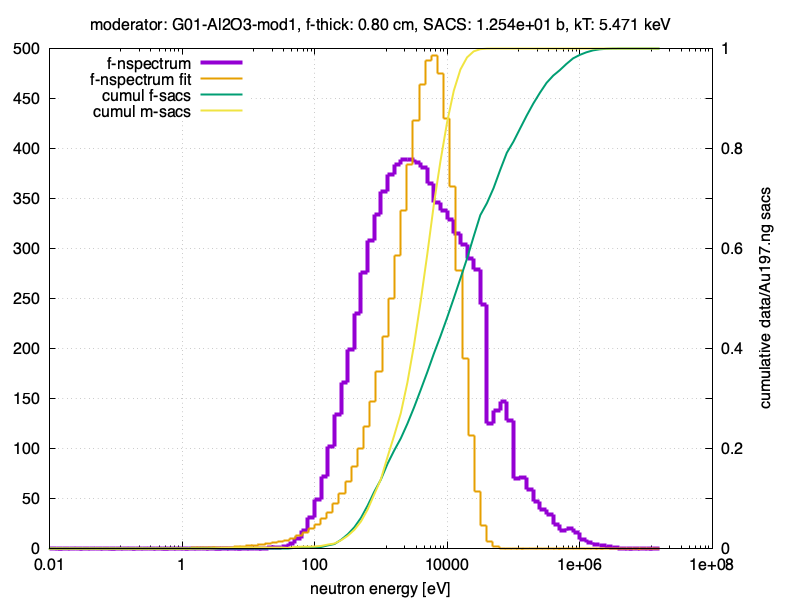 moderator: G01-Al2O3-mod1, f-thick: 0.80 cm, SACS: 1.254e+01 b, kT: 5.471 keV
f-nspectrum
f-nspectrum fit
cumul f-sacs
cumul m-sacs
500
450
400
350
300
250
200
150
100
50
0
1
0.8
0.6
0.4
0.2
0
cumulative data/Au197.ng sacs
0.01
1
100
10000
1e+06
1e+08
neutron energy [eV]